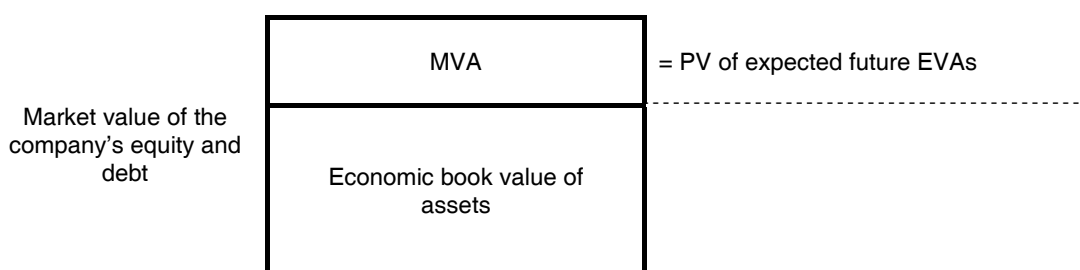 MVA
= PV of expected future EVAs
Market value of the
company’s equity and
debt
Economic book value of
assets